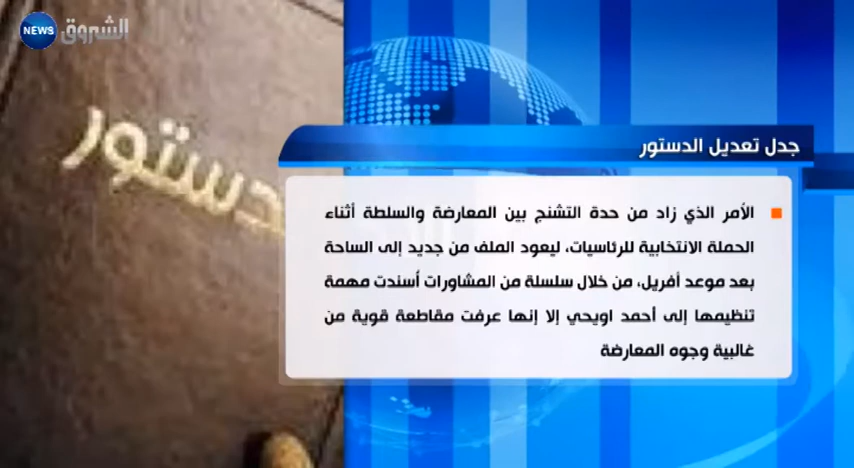 NEWS الشروق
دستور
جدل تعديل الدستور
الأمر الذي زاد من حدة التشنج بين المعارضة والسلطة أثناء
الحملة الانتخابية للرئاسيات، ليعود الملف من جديد إلى الساحة
بعد موعد أفريل، من خلال سلسلة من المشاورات أسندت مهمة
تنظيمها إلى أحمد اويحي إلا إنها عرفت مقاطعة قوية من
غالبية وجوه المعارضة